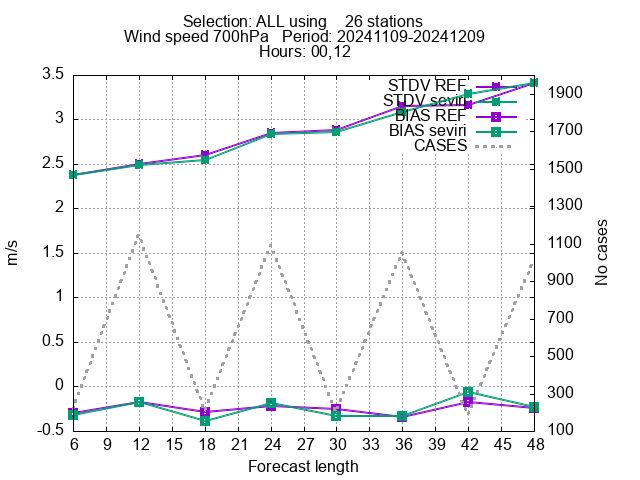 Selection: ALL using    26 stations
Wind speed 700hPa   Period: 20241109-20241209
Hours: 00,12
3.5
3
2.5
2
1.5
1
0.5
0
-0.5
m/s
STDV REF
STDV seviri
BIAS REF
BIAS seviri
CASES
1900
1700
1500
1300
1100
900
700
500
300
100
No cases
6 9 12 15 18 21 24 27 30 33 36 39 42 45 48
Forecast length